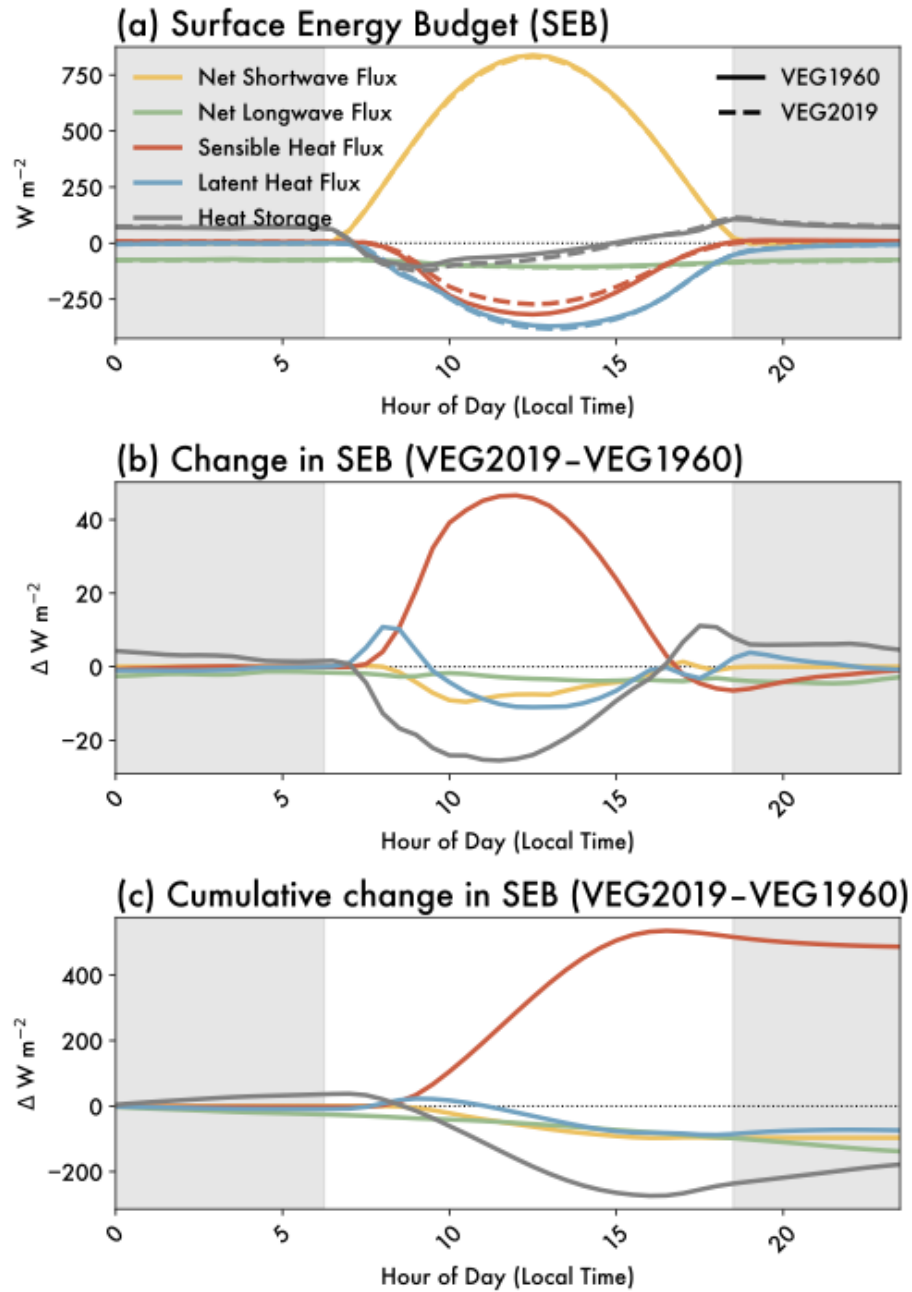 (a) Surface Energy Budget (SEB)
750
500
250
0
−250
W m−2
Net Shortwave Flux
Net Longwave Flux
Sensible Heat Flux
Latent Heat Flux
Heat Storage
VEG1960
VEG2019
0 5 10 15 20
Hour of Day (Local Time)
(b) Change in SEB (VEG2019–VEG1960)
40
20
0
−20
Δ W m−2
0 5 10 15 20
Hour of Day (Local Time)
(c) Cumulative change in SEB (VEG2019–VEG1960)
400
200
0
−200
Δ W m−2
0 5 10 15 20
Hour of Day (Local Time)